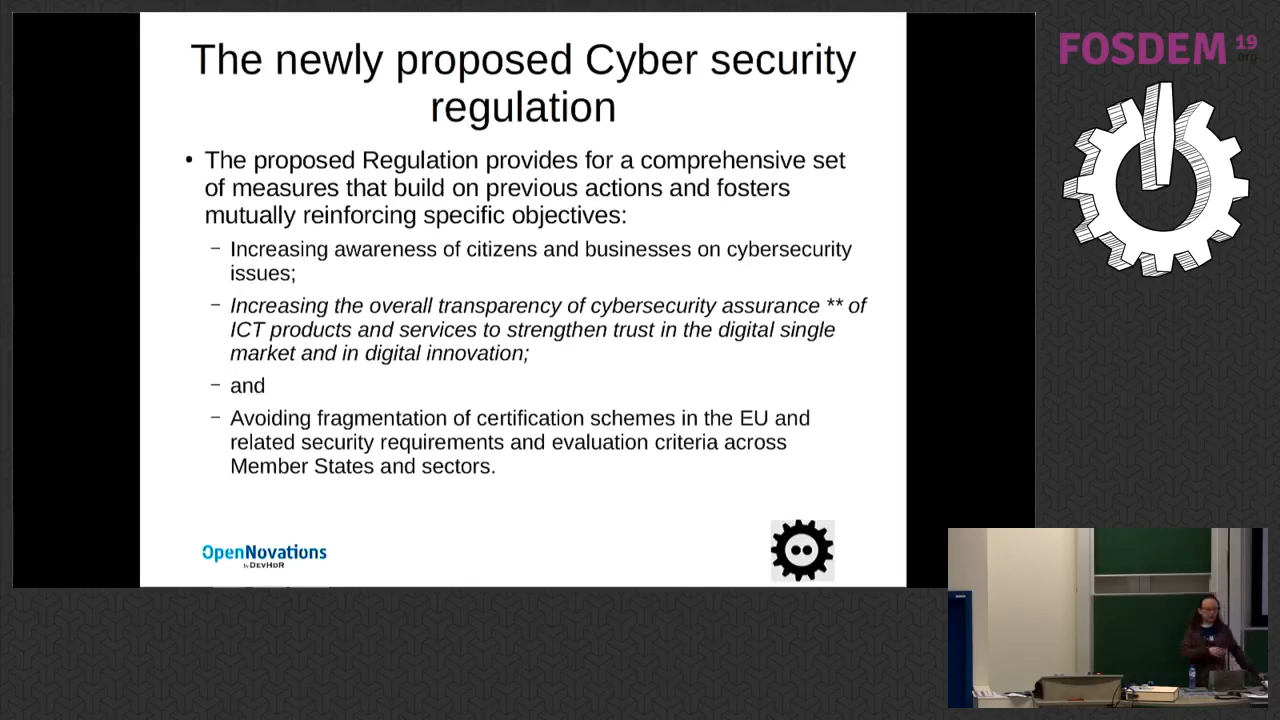 The newly proposed Cyber security
regulation
• The proposed Regulation provides for a comprehensive set
of measures that build on previous actions and fosters
mutually reinforcing specific objectives:
– Increasing awareness of citizens and businesses on cybersecurity
issues;
– Increasing the overall transparency of cybersecurity assurance ** of
ICT products and services to strengthen trust in the digital single
market and in digital innovation;
– and
– Avoiding fragmentation of certification schemes in the EU and
related security requirements and evaluation criteria across
Member States and sectors.
OpenNovations
by DEVHDR
FOSDEM 19
.org